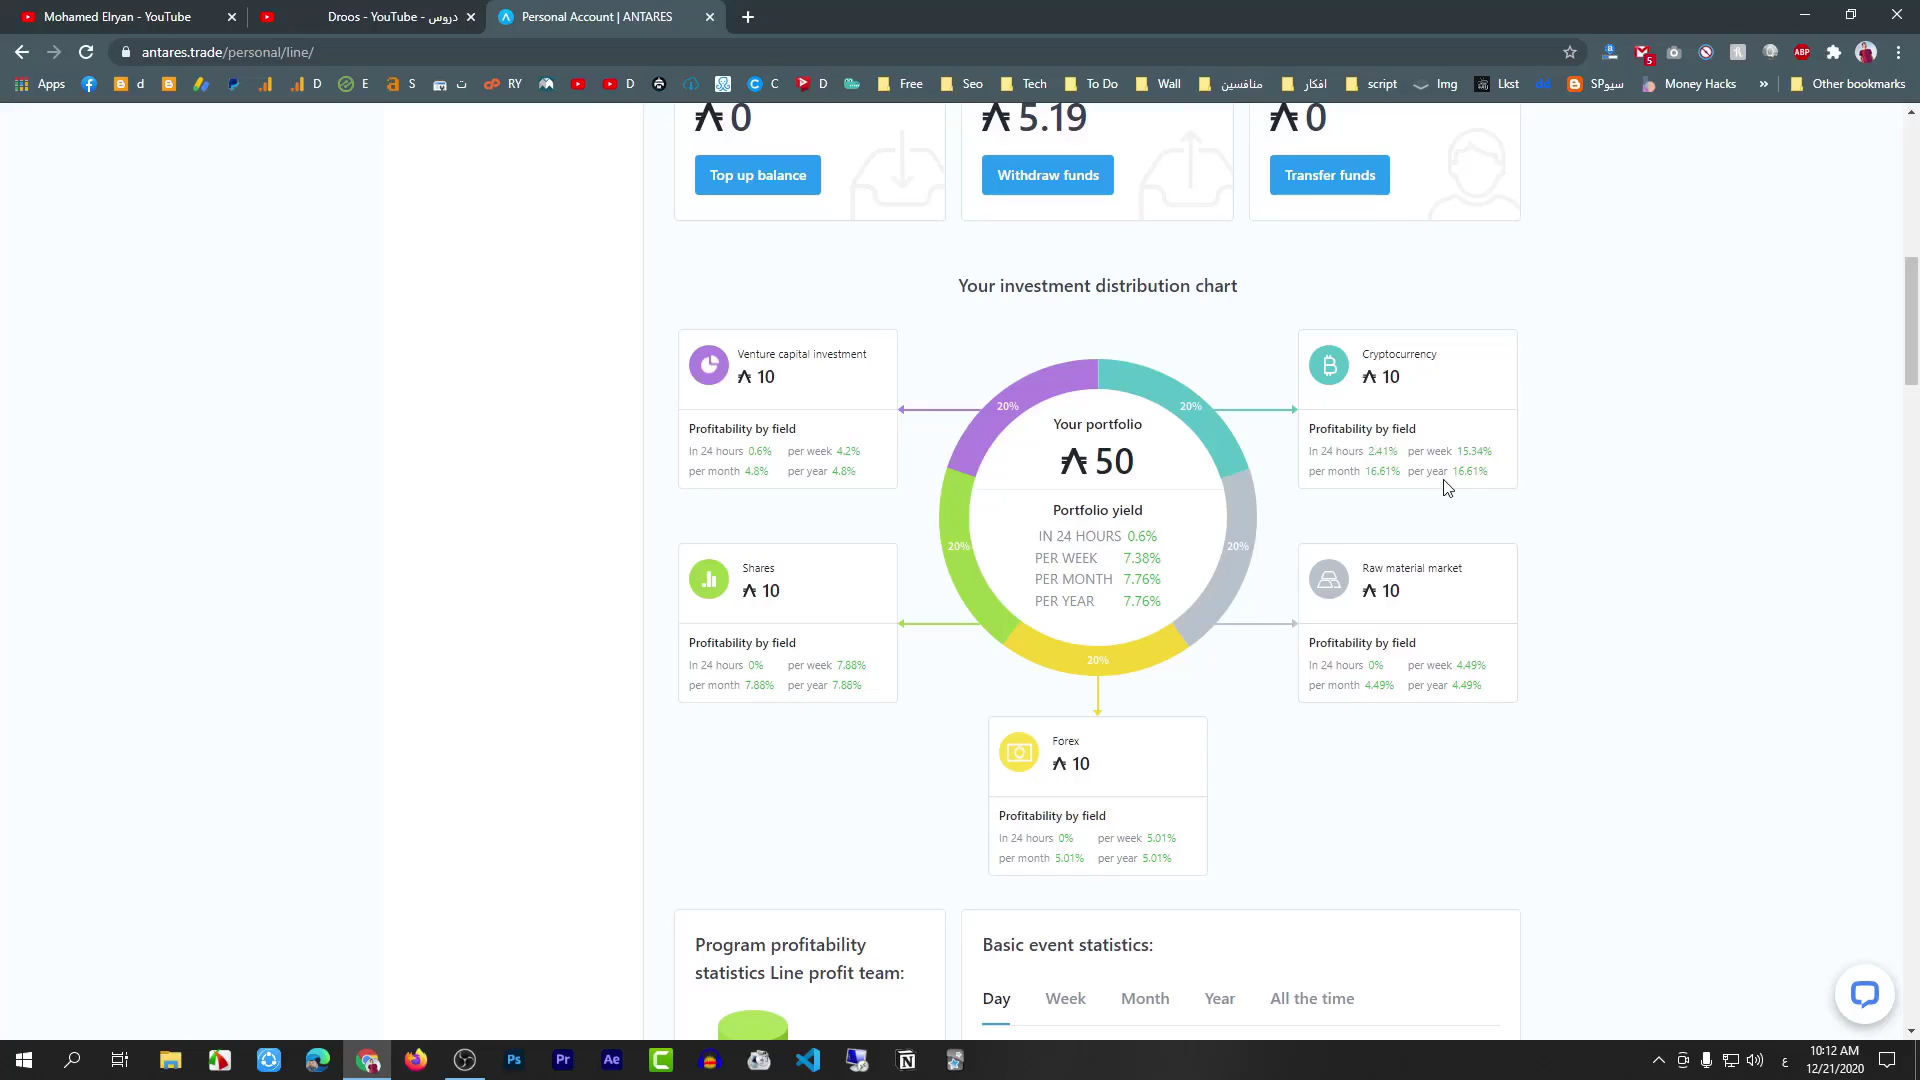 Mohamed Elryan - YouTube
Droos - YouTube - دروس
Personal Account | ANTARES
antares.trade/personal/line/
5
ABP
Apps
d
D
E
S
ت
RY
D
C
D
Free
Seo
Tech
To Do
Wall
منافسين
افكار
script
Img
Lkst
dd
سيوSP
Money Hacks
»
Other bookmarks
0
5.19
0
Top up balance
Withdraw funds
Transfer funds
Your investment distribution chart
Venture capital investment
10
Profitability by field
In 24 hours 0.6% per week 4.2%
per month 4.8% per year 4.8%
Cryptocurrency
10
Profitability by field
In 24 hours 2.41% per week 15.34%
per month 16.61% per year 16.61%
20%
20%
Your portfolio
50
Portfolio yield
IN 24 HOURS 0.6%
PER WEEK 7.38%
PER MONTH 7.76%
PER YEAR 7.76%
20%
20%
20%
Shares
10
Profitability by field
In 24 hours 0% per week 7.88%
per month 7.88% per year 7.88%
Raw material market
10
Profitability by field
In 24 hours 0% per week 4.49%
per month 4.49% per year 4.49%
Forex
10
Profitability by field
In 24 hours 0% per week 5.01%
per month 5.01% per year 5.01%
Program profitability
statistics Line profit team:
Basic event statistics:
Day Week Month Year All the time
Ps
Pr
Ae
C
N
ع
10:12 AM
12/21/2020